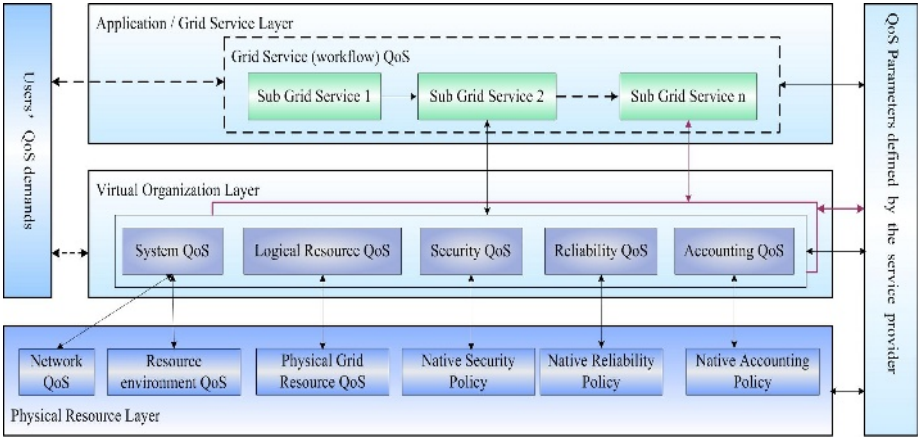 Application / Grid Service Layer
Grid Service (workflow) QoS
Sub Grid Service 1
Sub Grid Service 2
Sub Grid Service n
Users' QoS demands
QoS Parameters defined by the service provider
Virtual Organization Layer
System QoS
Logical Resource QoS
Security QoS
Reliability QoS
Accounting QoS
Network
QoS
Resource
environment QoS
Physical Grid
Resource QoS
Native Security
Policy
Native Reliability
Policy
Native Accounting
Policy
Physical Resource Layer